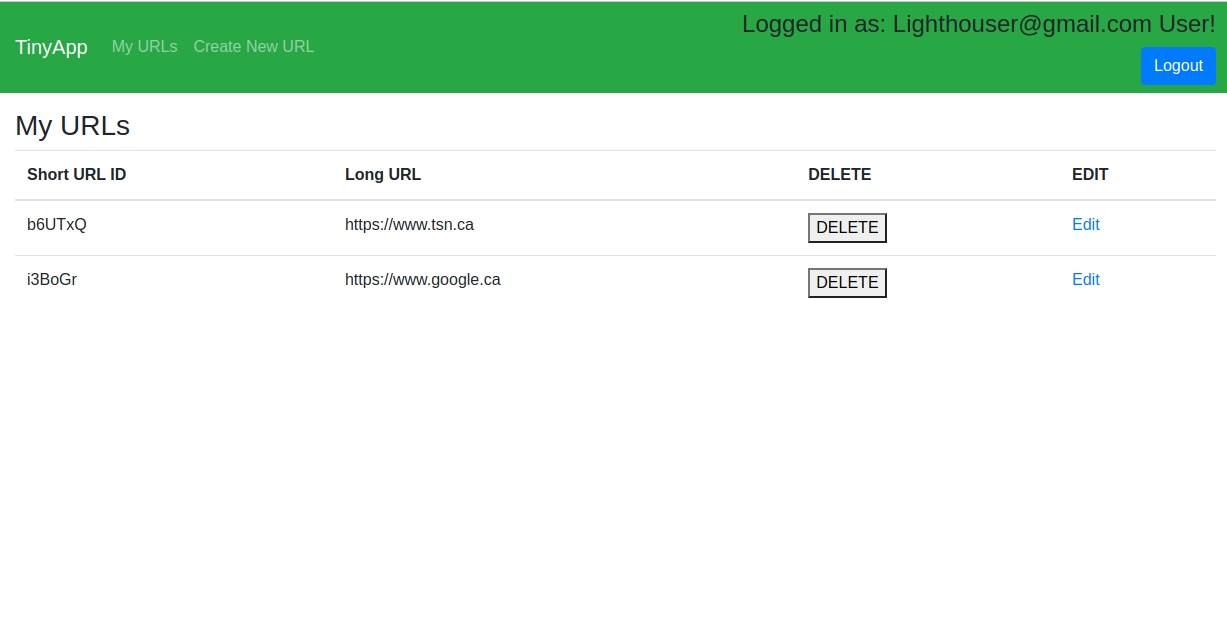 TinyApp My URLs Create New URL
Logged in as: Lighthouser@gmail.com User!
Logout
My URLs
Short URL ID Long URL DELETE EDIT
b6UTxQ https://www.tsn.ca DELETE Edit
i3BoGr https://www.google.ca DELETE Edit